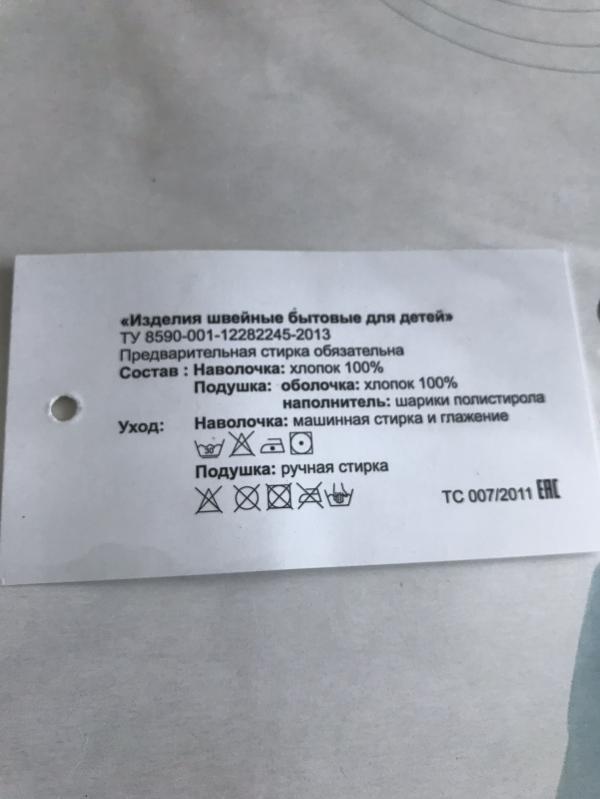 «Изделия швейные бытовые для детей»
ТУ 8590-001-12282245-2013
Предварительная стирка обязательна
Состав : Наволочка: хлопок 100%
Подушка: оболочка: хлопок 100%
наполнитель: шарики полистирола
Уход: Наволочка: машинная стирка и глажение
30
Подушка: ручная стирка
ТС 007/2011 EAC